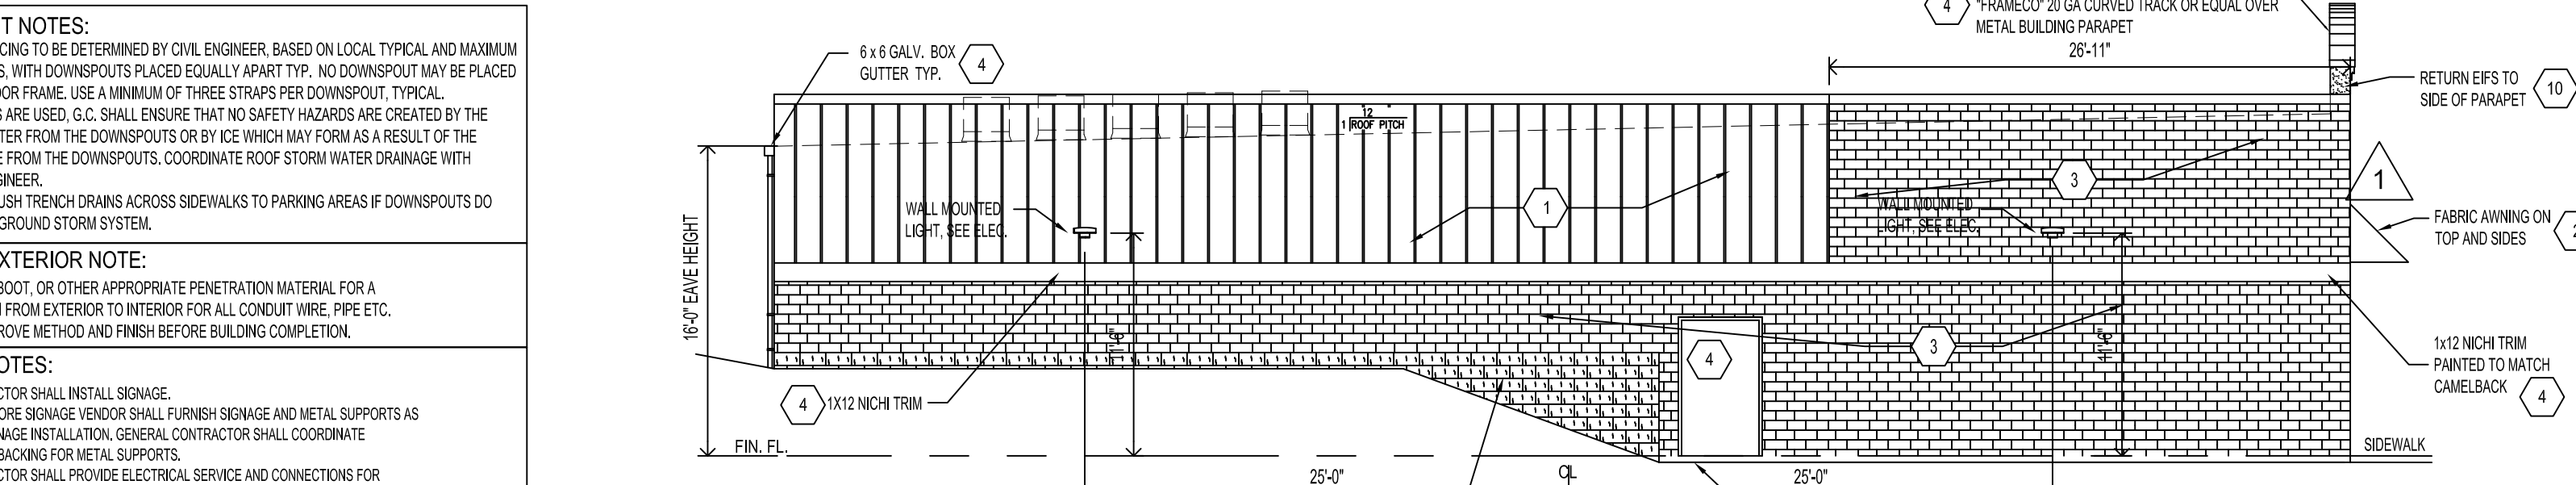 T NOTES:
CING TO BE DETERMINED BY CIVIL ENGINEER, BASED ON LOCAL TYPICAL AND MAXIMUM
S, WITH DOWNSPOUTS PLACED EQUALLY APART TYP. NO DOWNSPOUT MAY BE PLACED
OOR FRAME. USE A MINIMUM OF THREE STRAPS PER DOWNSPOUT, TYPICAL.
S ARE USED, G.C. SHALL ENSURE THAT NO SAFETY HAZARDS ARE CREATED BY THE
TER FROM THE DOWNSPOUTS OR BY ICE WHICH MAY FORM AS A RESULT OF THE
E FROM THE DOWNSPOUTS. COORDINATE ROOF STORM WATER DRAINAGE WITH
GINEER.
USH TRENCH DRAINS ACROSS SIDEWALKS TO PARKING AREAS IF DOWNSPOUTS DO
GROUND STORM SYSTEM.
XTERIOR NOTE:
BOOT, OR OTHER APPROPRIATE PENETRATION MATERIAL FOR A
N FROM EXTERIOR TO INTERIOR FOR ALL CONDUIT WIRE, PIPE ETC.
ROVE METHOD AND FINISH BEFORE BUILDING COMPLETION.
OTES:
CTOR SHALL INSTALL SIGNAGE.
ORE SIGNAGE VENDOR SHALL FURNISH SIGNAGE AND METAL SUPPORTS AS
NAGE INSTALLATION. GENERAL CONTRACTOR SHALL COORDINATE
BACKING FOR METAL SUPPORTS.
CTOR SHALL PROVIDE ELECTRICAL SERVICE AND CONNECTIONS FOR
6 x 6 GALV. BOX
GUTTER TYP.
4
4
"FRAMECO" 20 GA CURVED TRACK OR EQUAL OVER
METAL BUILDING PARAPET
26'-11"
RETURN EIFS TO
SIDE OF PARAPET
10
12
1 ROOF PITCH
WALL MOUNTED
LIGHT, SEE ELEC.
1
3
WALL MOUNTED
LIGHT, SEE ELEC.
1
FABRIC AWNING ON
TOP AND SIDES
2
16'-0" EAVE HEIGHT
11'-6"
3
11'-6"
4
1x12 NICHI TRIM
PAINTED TO MATCH
CAMELBACK
4
4
1X12 NICHI TRIM
FIN. FL.
SIDEWALK
25'-0"
CL
25'-0"